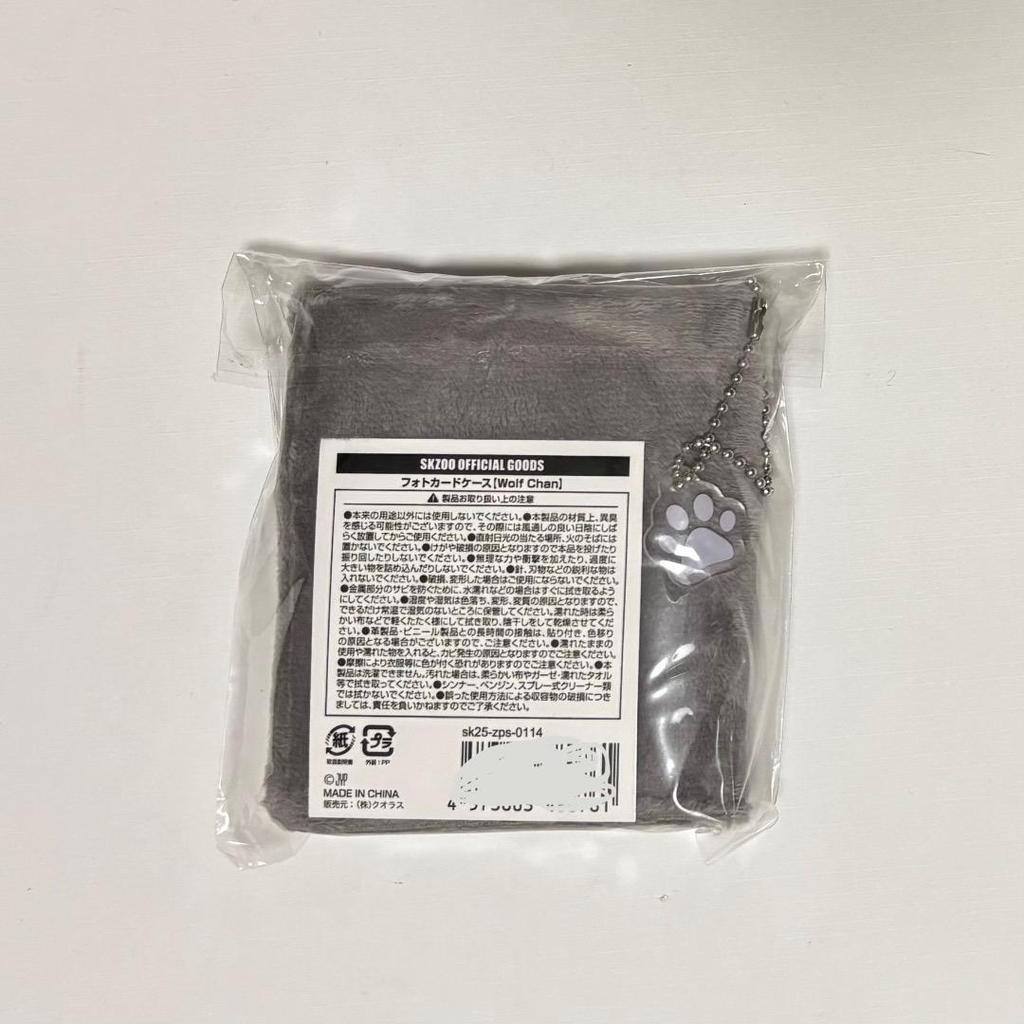 SKZOO OFFICIAL GOODS
フォトカードケース【Wolf Chan】
製品お取り扱い上の注意
●本来の用途以外には使用しないでください。●本製品の材質上、異臭
を感じる可能性がございますので、その際には風通しの良い日陰にしば
らく放置してからご使用ください。●直射日光の当たる場所、火のそばには
置かないでください。●けがや破損の原因となりますので本品を投げたり
振り回したりしないでください。●無理な力や衝撃を加えたり、過度に
大きい物を詰め込んだりしないでください。●針、刃物などの鋭利な物は
入れないでください。●破損、変形した場合はご使用にならないでください。
●金属部分のサビを防ぐために、水濡れなどの場合はすぐに拭き取るよう
にしてください。●湿度や湿気は色落ち、変形、変質の原因となりますので、
できるだけ常温で湿気のないところに保管してください。濡れた時は柔ら
かい布などで軽くたたく様にして拭き取り、陰干しをして乾燥させてくだ
さい。●革製品・ビニール製品との長時間の接触は、貼り付き、色移り
の原因となる場合がございますので、ご注意ください。●濡れたままの
使用や濡れた物を入れると、カビ発生の原因となりますのでご注意ください。
●摩擦により衣服等に色が付く恐れがありますのでご注意ください。●本
製品は洗濯できません。汚れた場合は、柔らかい布やガーゼ・濡れたタオル
等で拭き取ってください。●シンナー、ベンジン、スプレー式クリーナー類
では拭かないでください。●誤った使用方法による収容物の破損につき
ましては、責任を負いかねますのでご了承ください。
紙 プラ
取扱説明書 外装:PP
sk25-zps-0114
© JYP
MADE IN CHINA
販売元:(株)クオラス